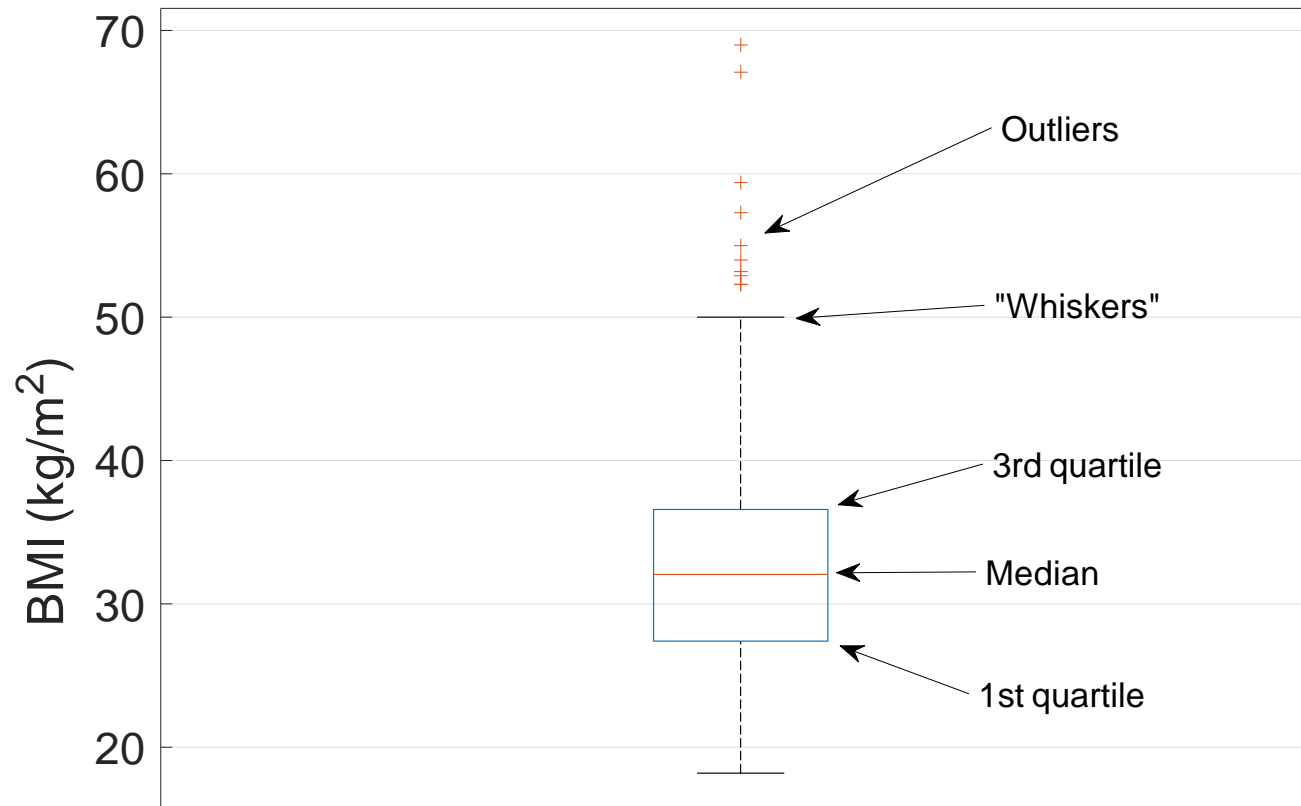 70
Outliers
60
"Whiskers"
50
BMI (kg/m²)
40
3rd quartile
Median
30
1st quartile
20